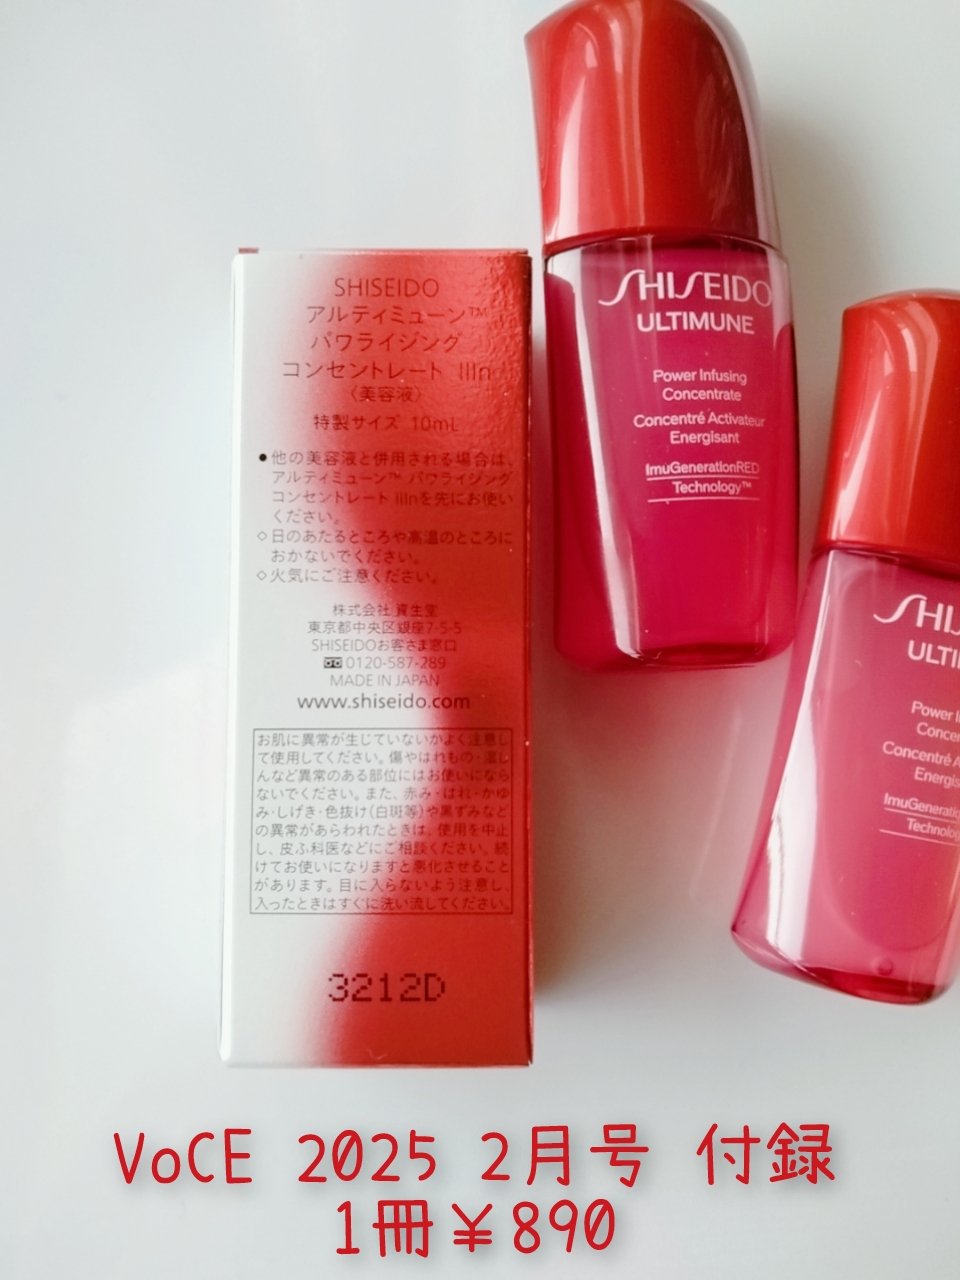 SHISEIDO
アルティミューン™
パワライジング
コンセントレート IIIn
〈美容液〉
特製サイズ 10mL
●他の美容液と併用される場合は、
アルティミューン™ パワライジング
コンセントレート IIInを先にお使い
ください。
◇日のあたるところや高温のところに
おかないでください。
◇火気にご注意ください。
株式会社 資生堂
東京都中央区銀座7-5-5
SHISEIDOお客さま窓口
0120-587-289
MADE IN JAPAN
www.shiseido.com
お肌に異常が生じていないかよく注意し
て使用してください。傷やはれもの・湿し
んなど異常のある部位にはお使いになら
ないでください。また、赤み・はれ・かゆ
み・しげき・色抜け(白斑等)や黒ずみなど
の異常があらわれたときは、使用を中止
し、皮ふ科医などにご相談ください。続
けてお使いになりますと悪化させること
があります。目に入らないよう注意し、
入ったときはすぐに洗い流してください。
3212D
SHISEIDO
ULTIMUNE
Power Infusing
Concentrate
Concentré Activateur
Energisant
ImuGenerationRED
Technology™
SHIS
ULTI
Power I
Concen
Concentré A
Energis
ImuGeneratio
Technolog
VoCE 2025 2月号 付録
1冊¥890